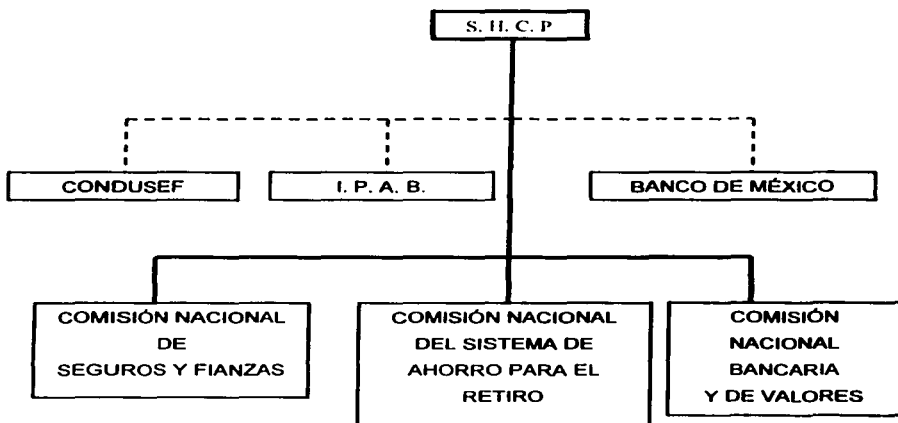 S. H. C. P
CONDUSEF
I. P. A. B.
BANCO DE MÉXICO
COMISIÓN NACIONAL
DE
SEGUROS Y FIANZAS
COMISIÓN NACIONAL
DEL SISTEMA DE
AHORRO PARA EL
RETIRO
COMISIÓN
NACIONAL
BANCARIA
Y DE VALORES